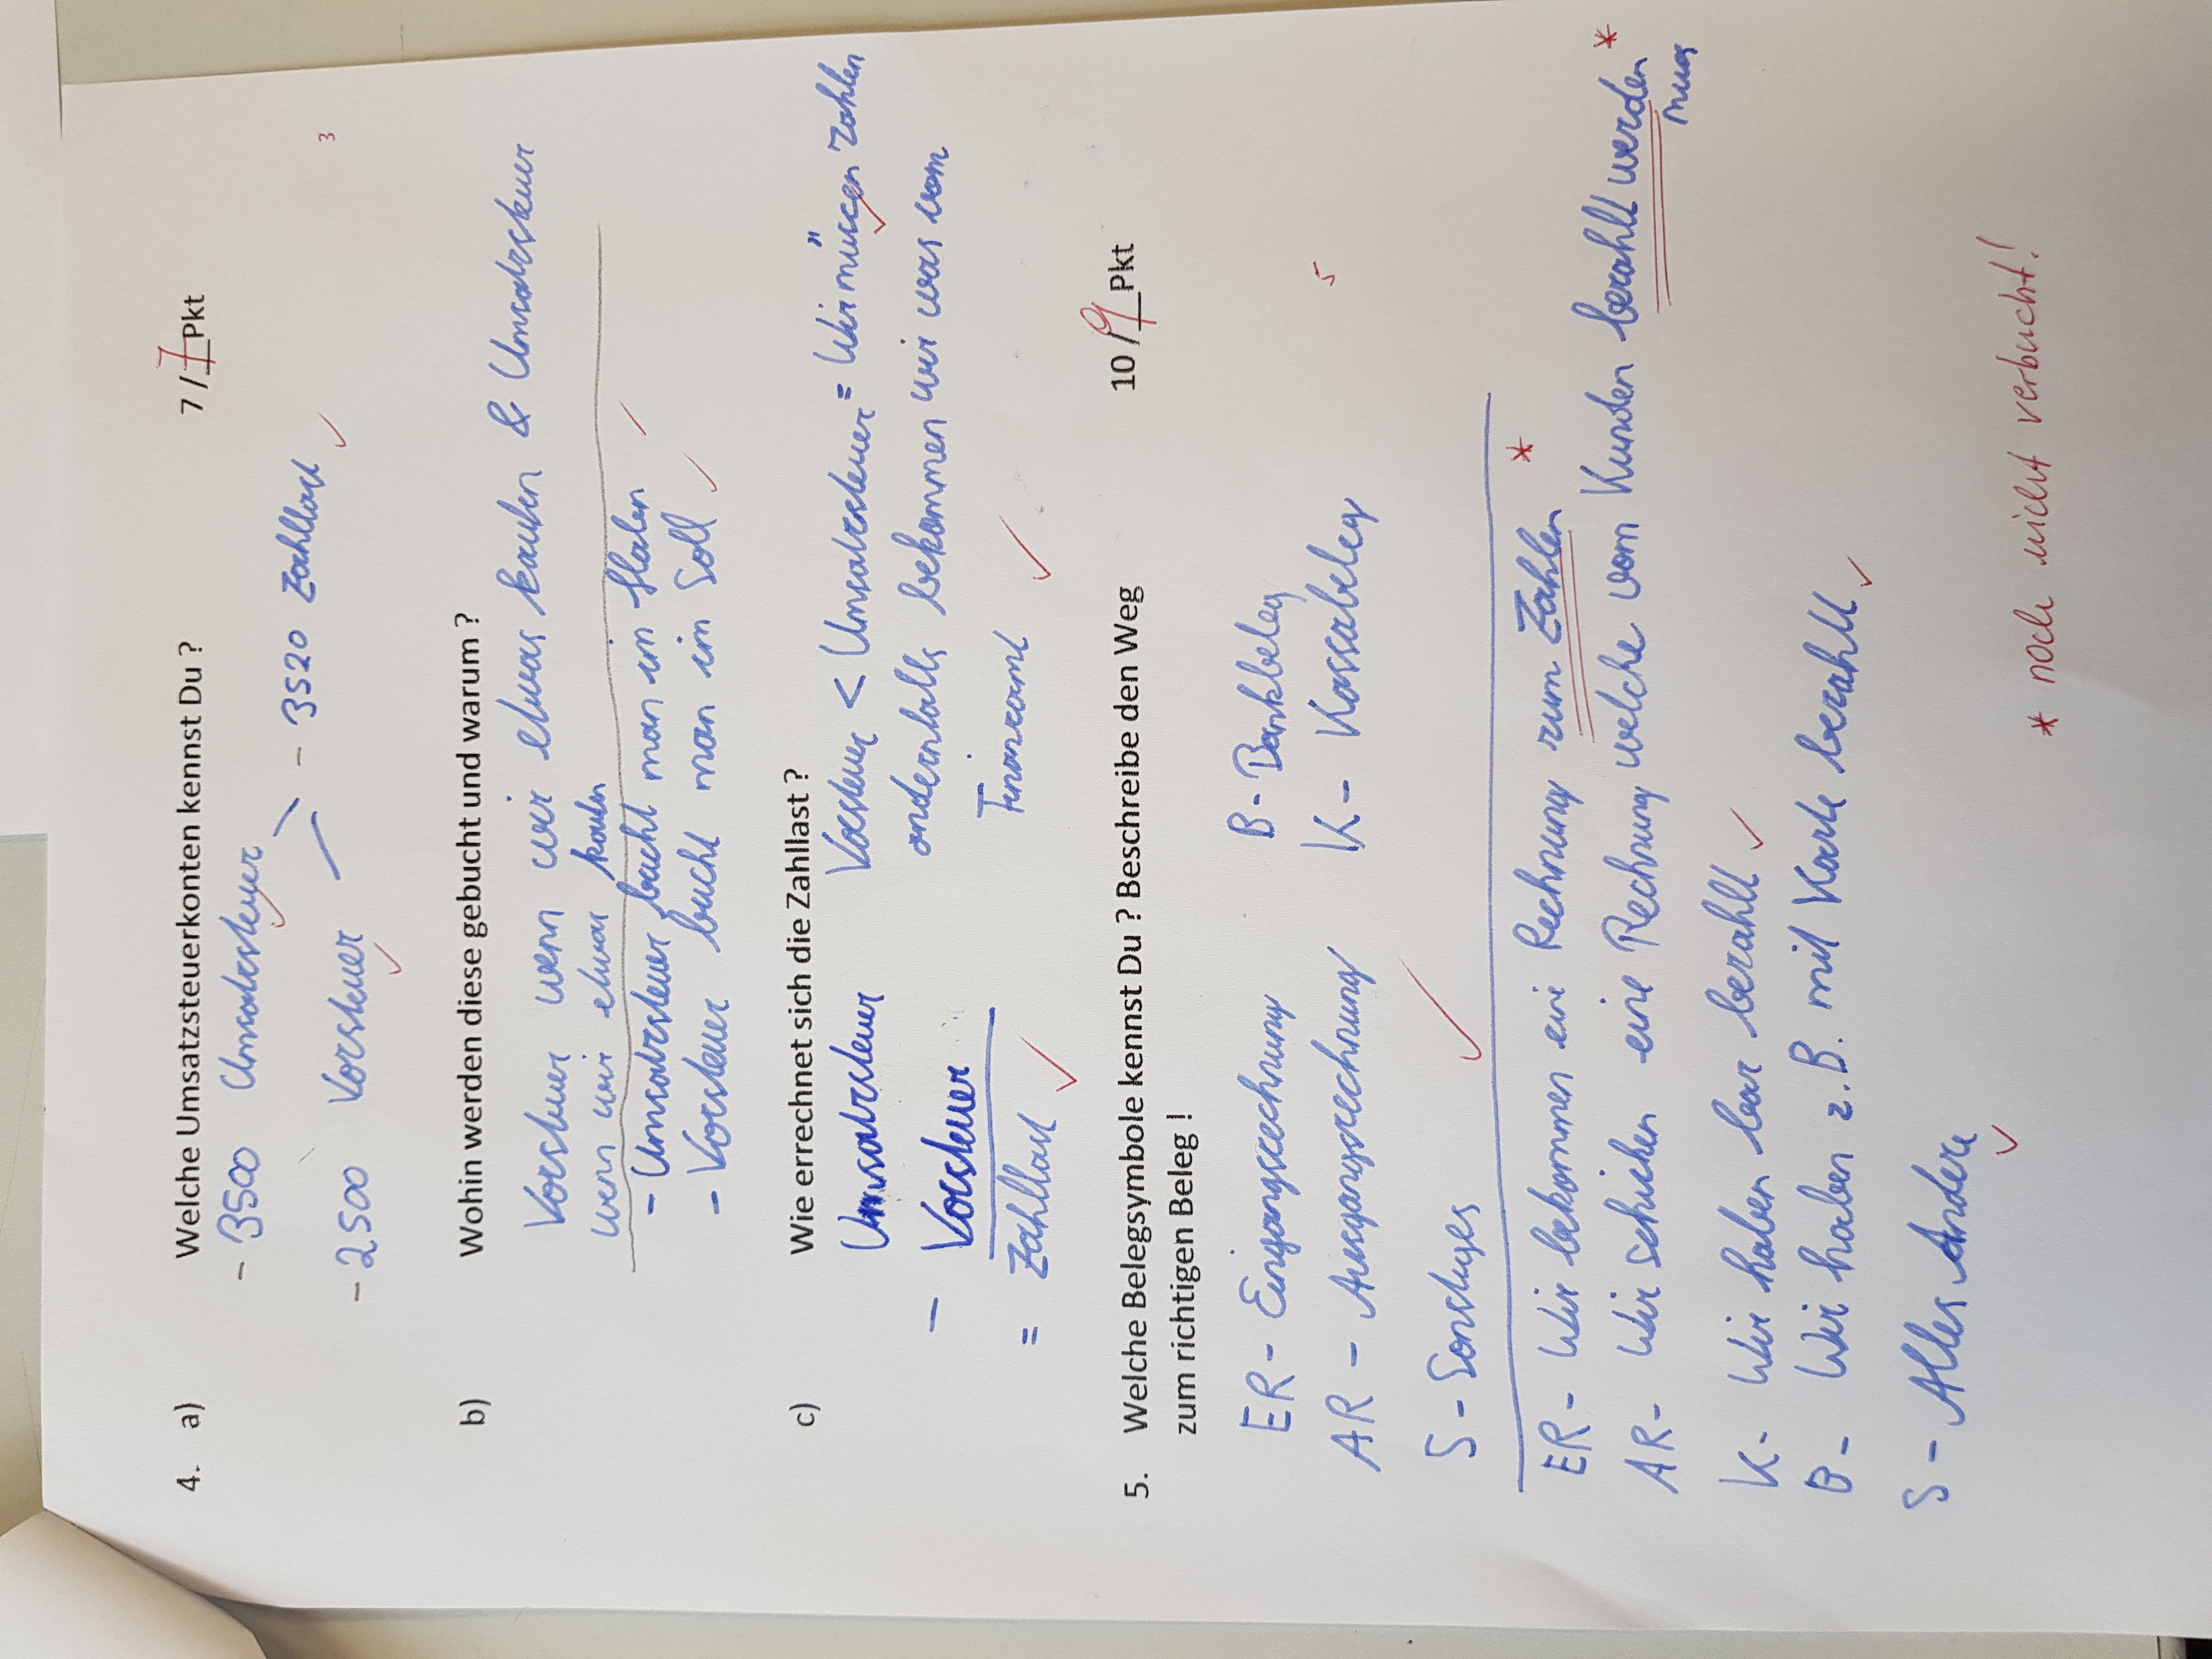 4. a) Welche Umsatzsteuerkonten kennst Du ? 7 / 7 Pkt
- 3500 Umsatzsteuer
- 3520 Zahllast
3
- 2500 Vorsteuer
b) Wohin werden diese gebucht und warum ?
Vorsteuer wenn wir etwas kaufen & Umsatzsteuer
wenn wir etwas kaufen
- Umsatzsteuer bucht man im Haben
- Vorsteuer bucht man im Soll
c) Wie errechnet sich die Zahllast ?
Umsatzsteuer
- Vorsteuer
= Zahllast
Vorsteuer < Umsatzsteuer = Wir müssen zahlen
andernfalls bekommen wir was vom
Finanzamt
5. Welche Belegsymbole kennst Du ? Beschreibe den Weg 10 / 9 Pkt
zum richtigen Beleg !
ER - Eingangsrechnung B - Bankbeleg
AR - Ausgangsrechnung K - Kassabeleg
5
S - Sonstiges
ER - Wir bekommen eine Rechnung zum Zahlen *
AR - Wir schicken eine Rechnung welche vom Kunden bezahlt werden *
muss
K - Wir haben bar bezahlt
B - Wir haben z.B. mit Karte bezahlt
S - Alles Andere
* noch nicht verbucht!